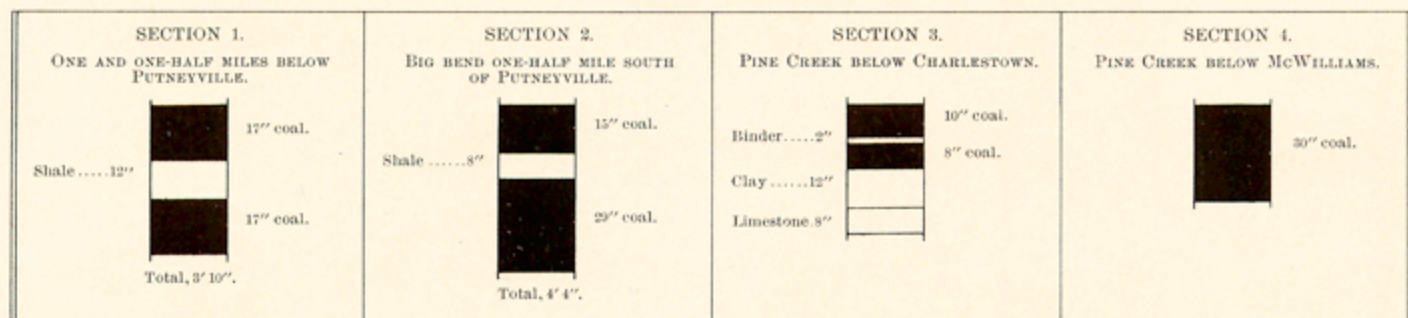 SECTION 1.
ONE AND ONE-HALF MILES BELOW
PUTNEYVILLE.
17″ coal.
Shale.....12″
17″ coal.
Total, 3′ 10″.
SECTION 2.
BIG BEND ONE-HALF MILE SOUTH
OF PUTNEYVILLE.
15″ coal.
Shale ......8″
29″ coal.
Total, 4′ 4″.
SECTION 3.
PINE CREEK BELOW CHARLESTOWN.
10″ coal.
Binder.....2″
8″ coal.
Clay......12″
Limestone.8″
SECTION 4.
PINE CREEK BELOW MCWILLIAMS.
30″ coal.